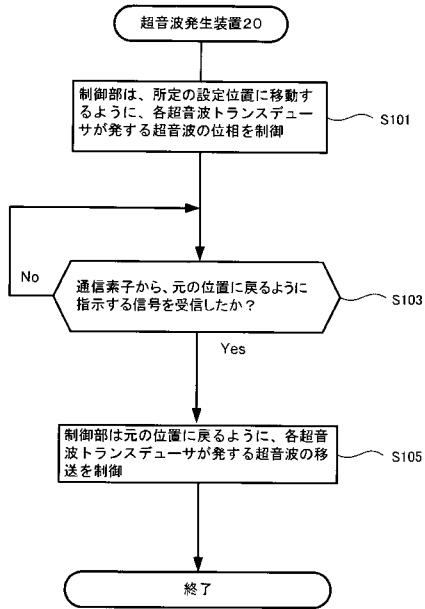 超音波発生装置20
制御部は、所定の設定位置に移動す
るように、各超音波トランスデュー
サが発する超音波の位相を制御
S101
No
通信素子から、元の位置に戻るように
指示する信号を受信したか？
S103
Yes
制御部は元の位置に戻るように、各超音
波トランスデューサが発する超音波の移
送を制御
S105
終了